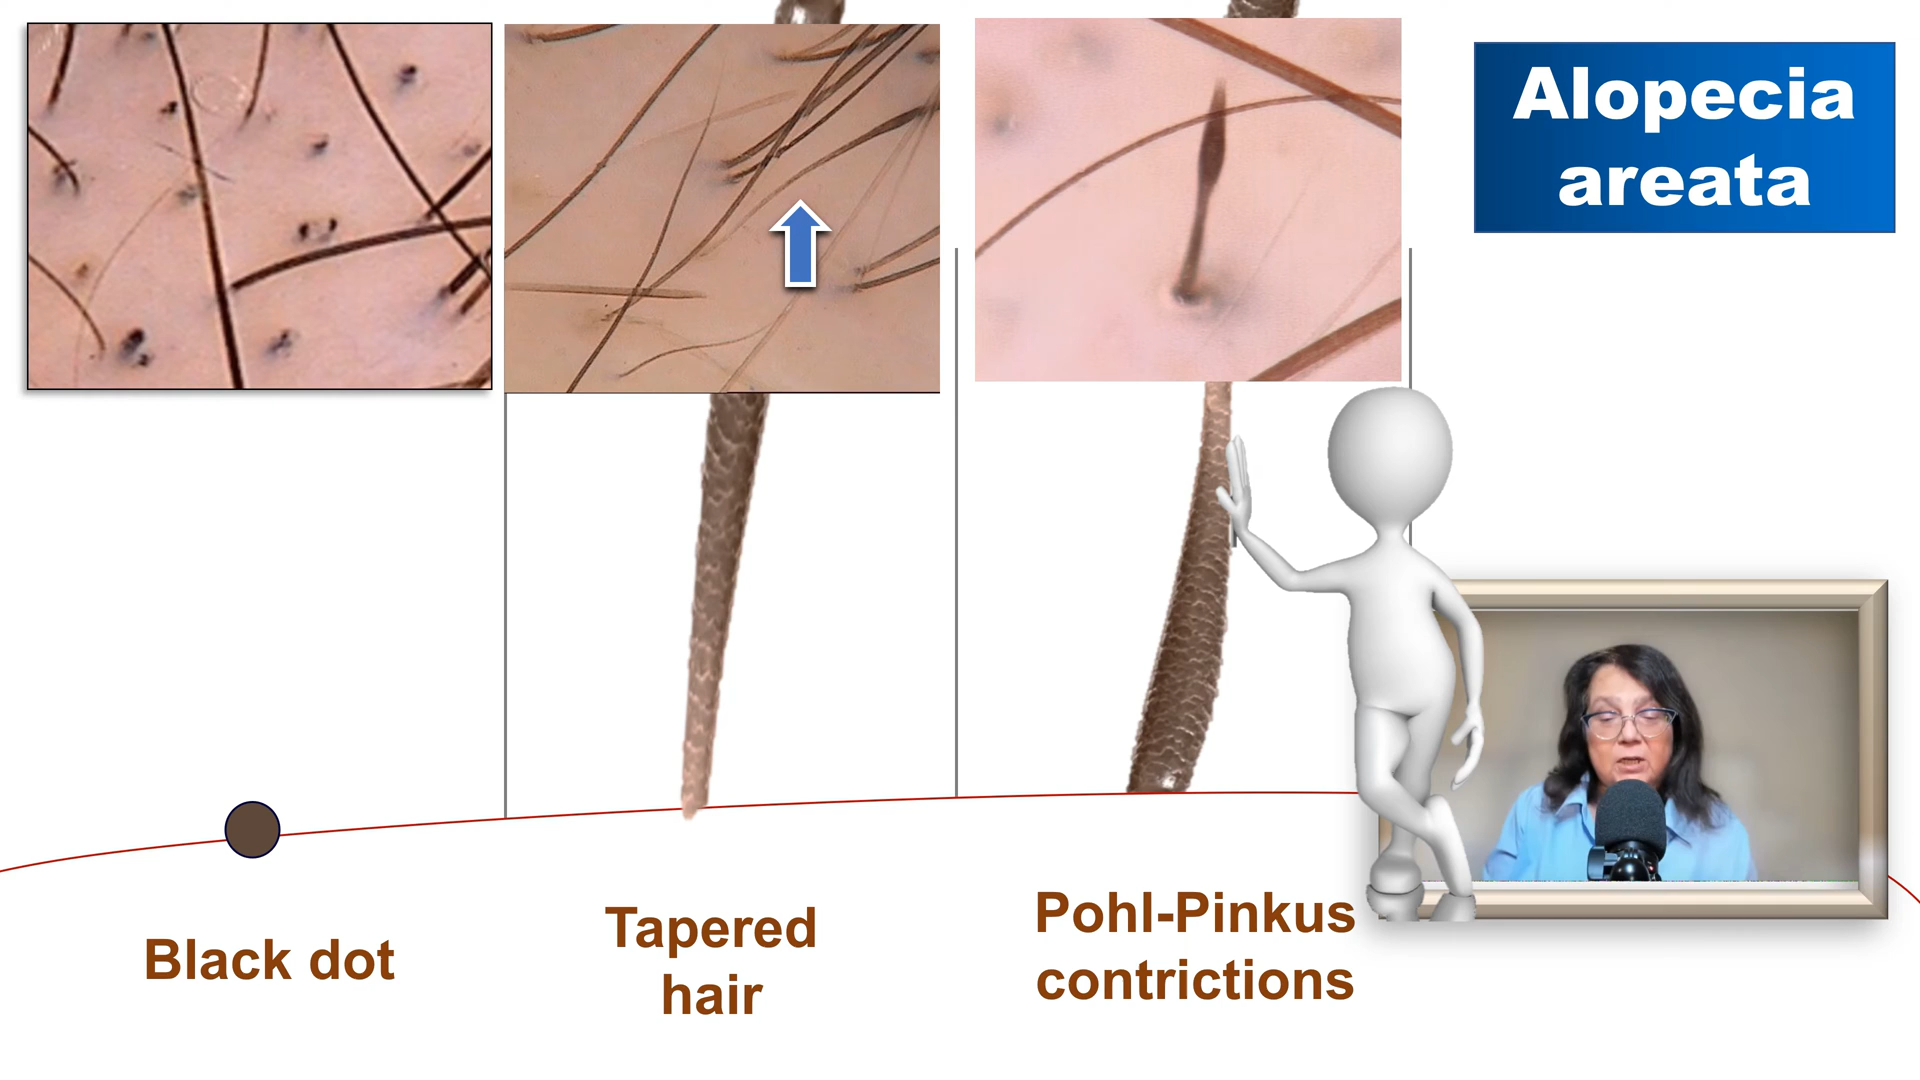 Alopecia
areata
Black dot
Tapered
hair
Pohl-Pinkus
contrictions